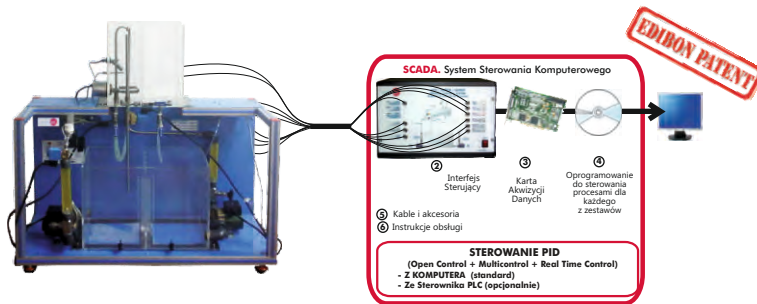 EDIBON PATENT
SCADA. System Sterowania Komputerowego
② Interfejs
Sterujący
③ Karta
Akwizycji
Danych
④ Oprogramowanie
do sterowania
procesami dla
każdego
z zestawów
⑤ Kable i akcesoria
⑥ Instrukcje obsługi
STEROWANIE PID
(Open Control + Multicontrol + Real Time Control)
- Z KOMPUTERA (standard)
- Ze Sterownika PLC (opcjonalnie)